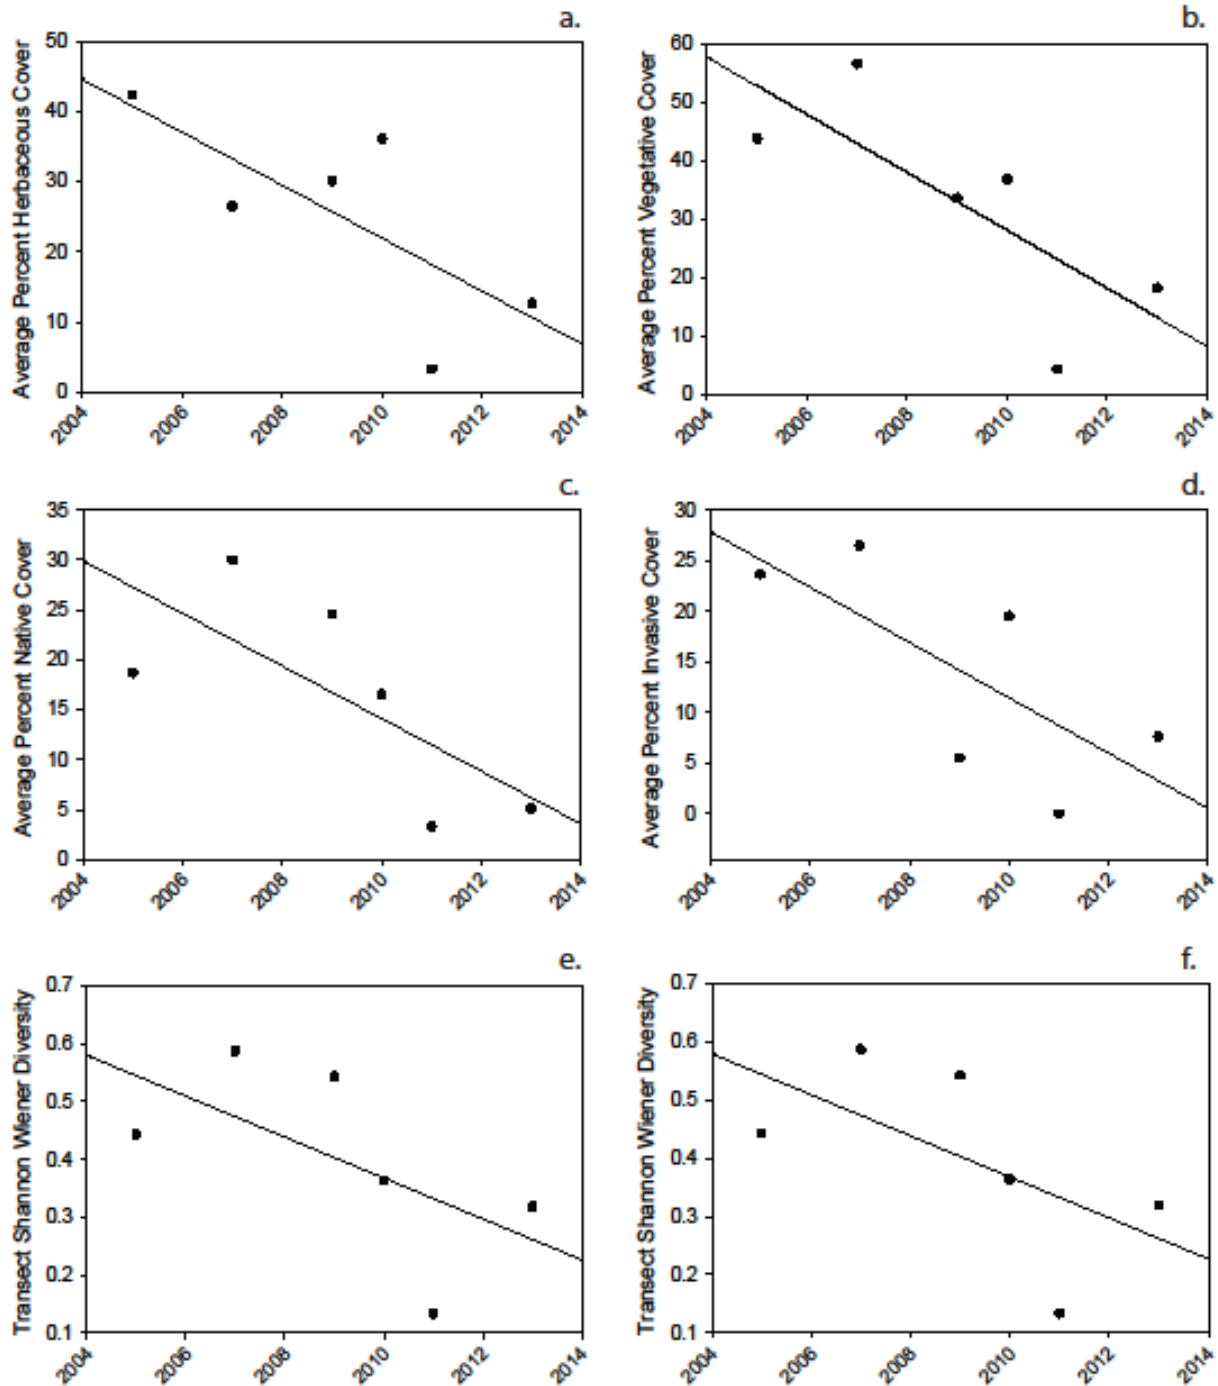 a.
Average Percent Herbaceous Cover
50
40
30
20
10
0
2004 2006 2008 2010 2012 2014
b.
Average Percent Vegetative Cover
60
50
40
30
20
10
0
2004 2006 2008 2010 2012 2014
c.
Average Percent Native Cover
35
30
25
20
15
10
5
0
2004 2006 2008 2010 2012 2014
d.
Average Percent Invasive Cover
30
25
20
15
10
5
0
2004 2006 2008 2010 2012 2014
e.
Transect Shannon Wiener Diversity
0.7
0.6
0.5
0.4
0.3
0.2
0.1
2004 2006 2008 2010 2012 2014
f.
Transect Shannon Wiener Diversity
0.7
0.6
0.5
0.4
0.3
0.2
0.1
2004 2006 2008 2010 2012 2014